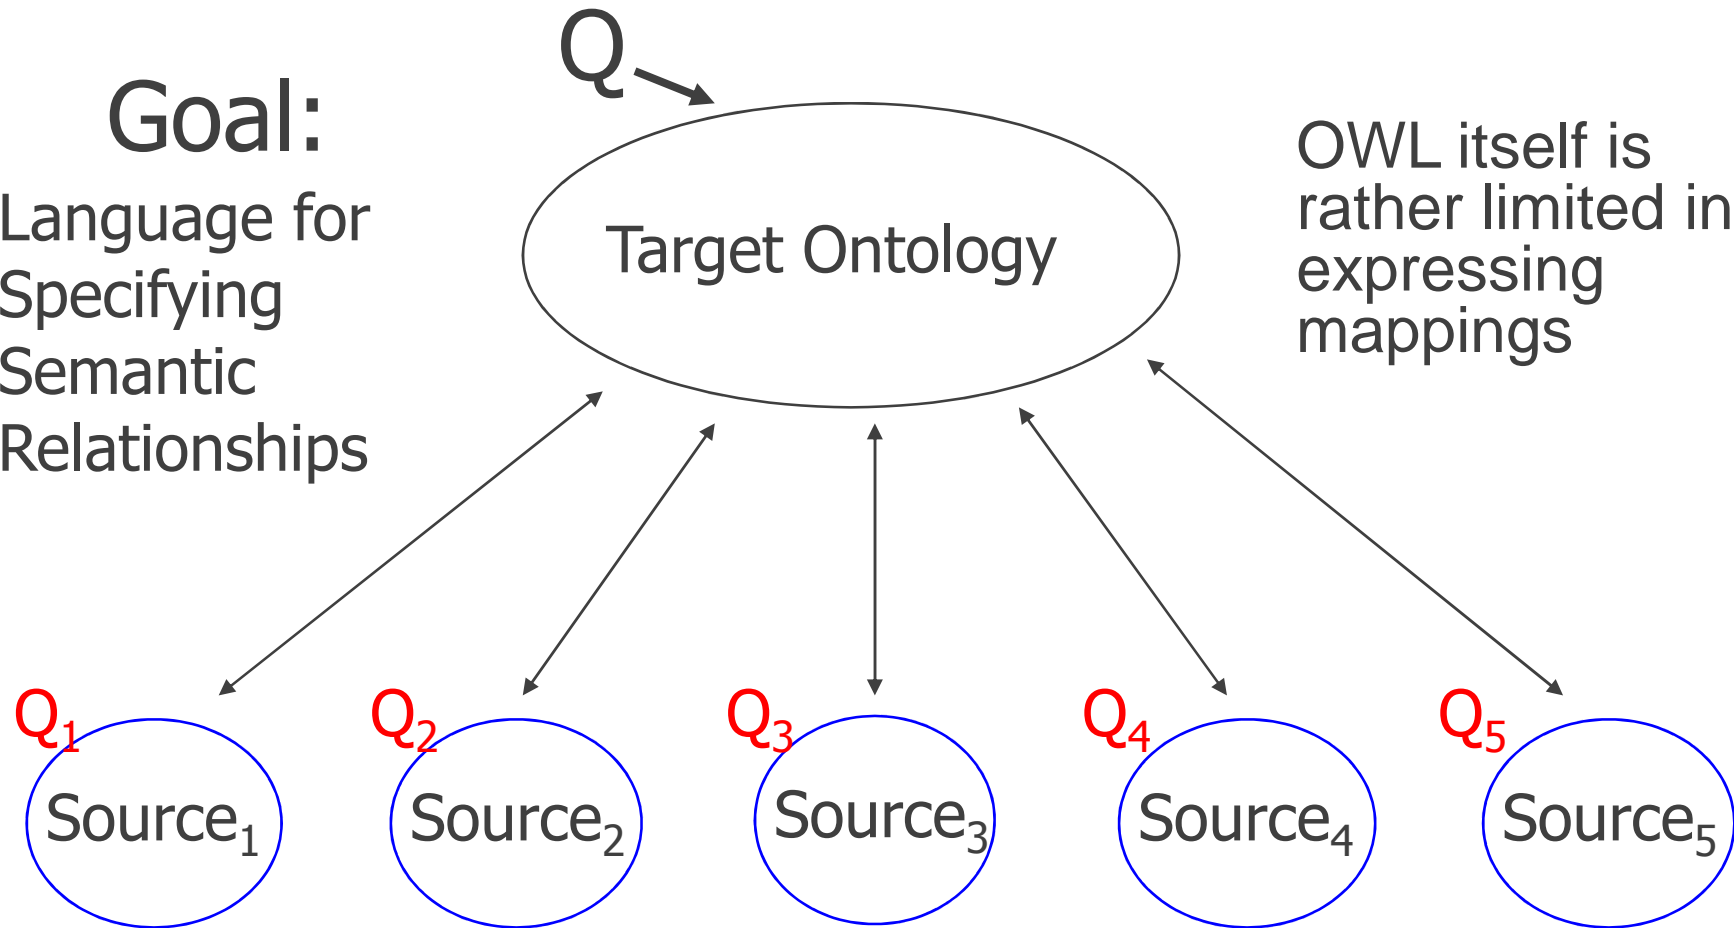 Q
Goal:
Language for
Specifying
Semantic
Relationships
Target Ontology
OWL itself is
rather limited in
expressing
mappings
Q₁
Q₂
Q₃
Q₄
Q₅
Source₁
Source₂
Source₃
Source₄
Source₅